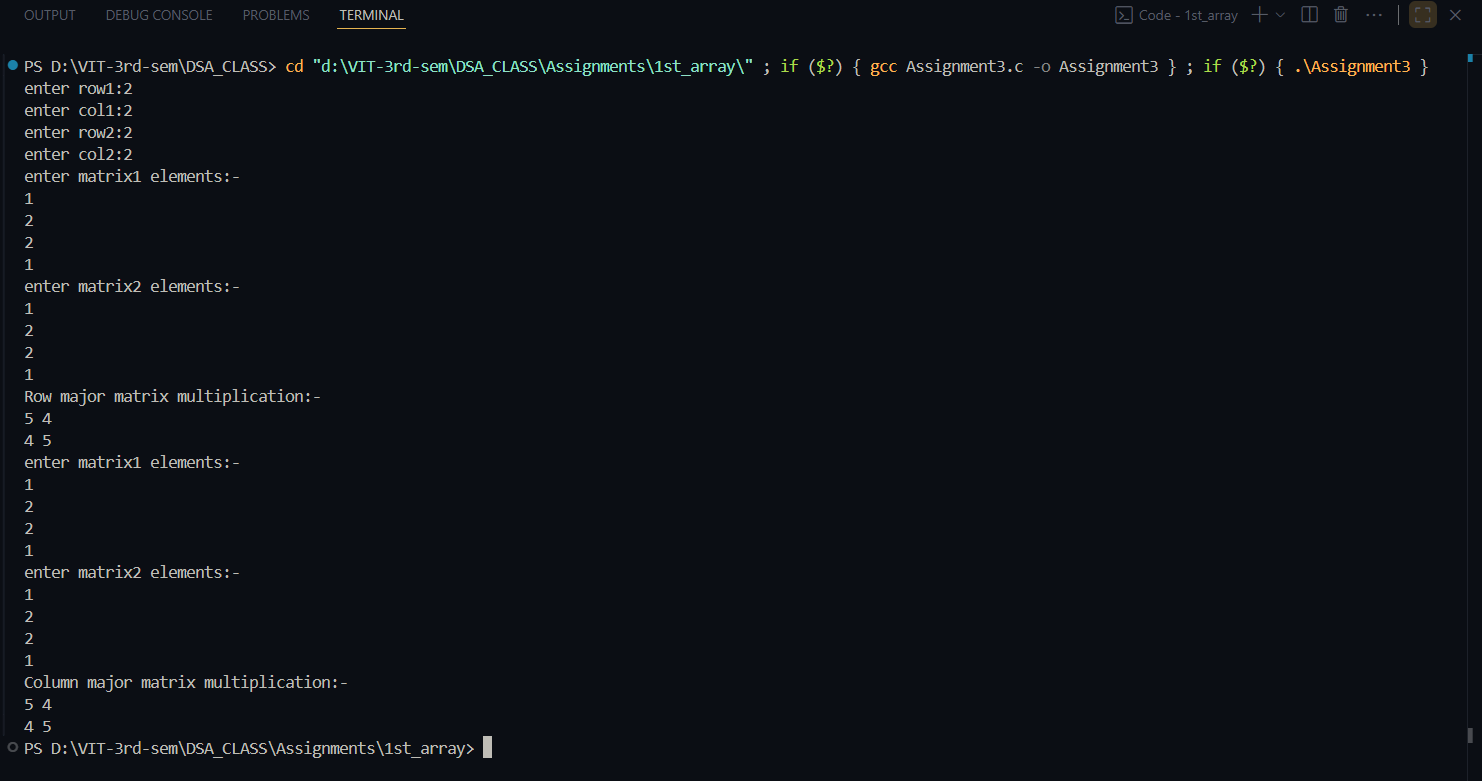 OUTPUT DEBUG CONSOLE PROBLEMS TERMINAL Code - 1st_array
PS D:\VIT-3rd-sem\DSA_CLASS> cd "d:\VIT-3rd-sem\DSA_CLASS\Assignments\1st_array\" ; if ($?) { gcc Assignment3.c -o Assignment3 } ; if ($?) { .\Assignment3 }
enter row1:2
enter col1:2
enter row2:2
enter col2:2
enter matrix1 elements:-
1
2
2
1
enter matrix2 elements:-
1
2
2
1
Row major matrix multiplication:-
5 4
4 5
enter matrix1 elements:-
1
2
2
1
enter matrix2 elements:-
1
2
2
1
Column major matrix multiplication:-
5 4
4 5
PS D:\VIT-3rd-sem\DSA_CLASS\Assignments\1st_array>